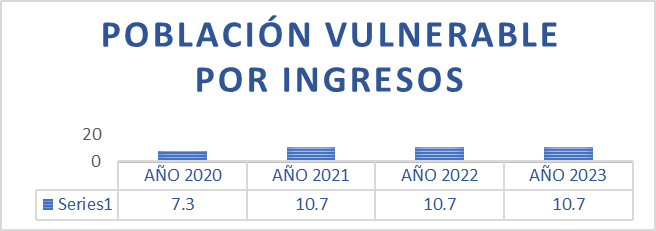 POBLACIÓN VULNERABLE
POR INGRESOS
20
0
AÑO 2020 AÑO 2021 AÑO 2022 AÑO 2023
Series1 7.3 10.7 10.7 10.7